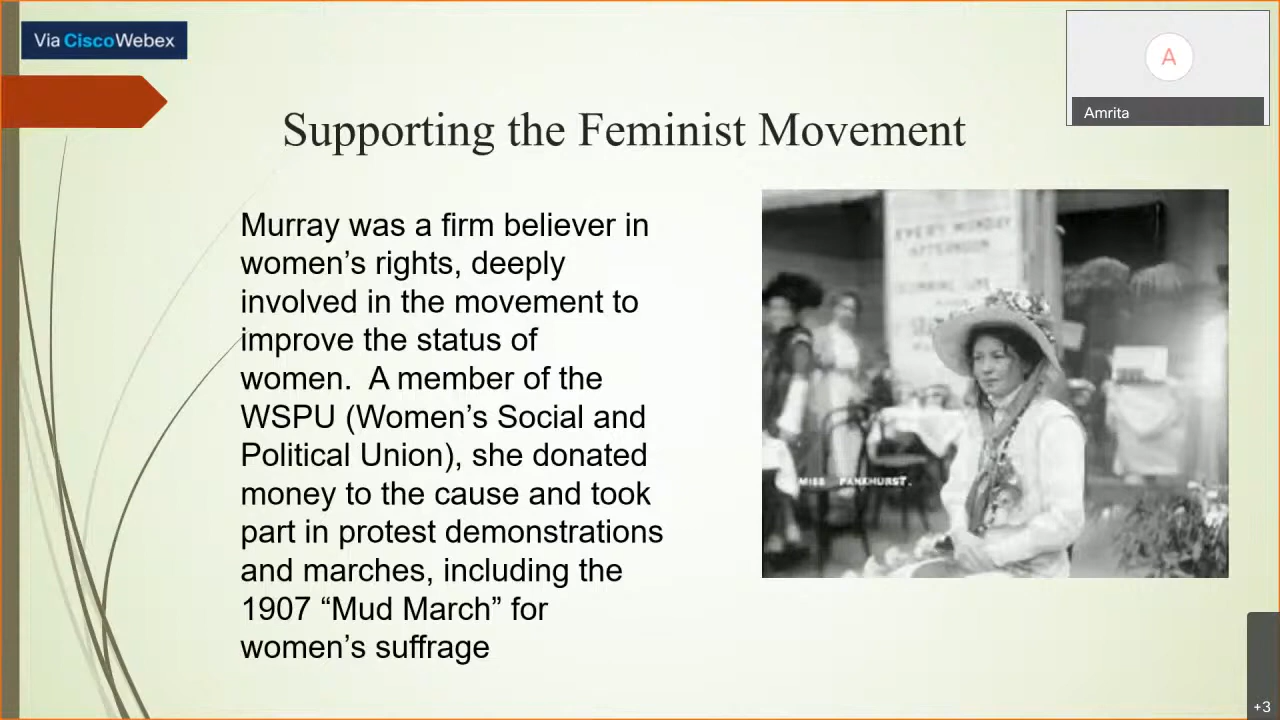 Via CiscoWebex
A
Amrita
Supporting the Feminist Movement
Murray was a firm believer in
women’s rights, deeply
involved in the movement to
improve the status of
women.  A member of the
WSPU (Women’s Social and
Political Union), she donated
money to the cause and took
part in protest demonstrations
and marches, including the
1907 “Mud March” for
women’s suffrage
EVERY MONDAY
AFTERNOON
MISS PANKHURST.
+3